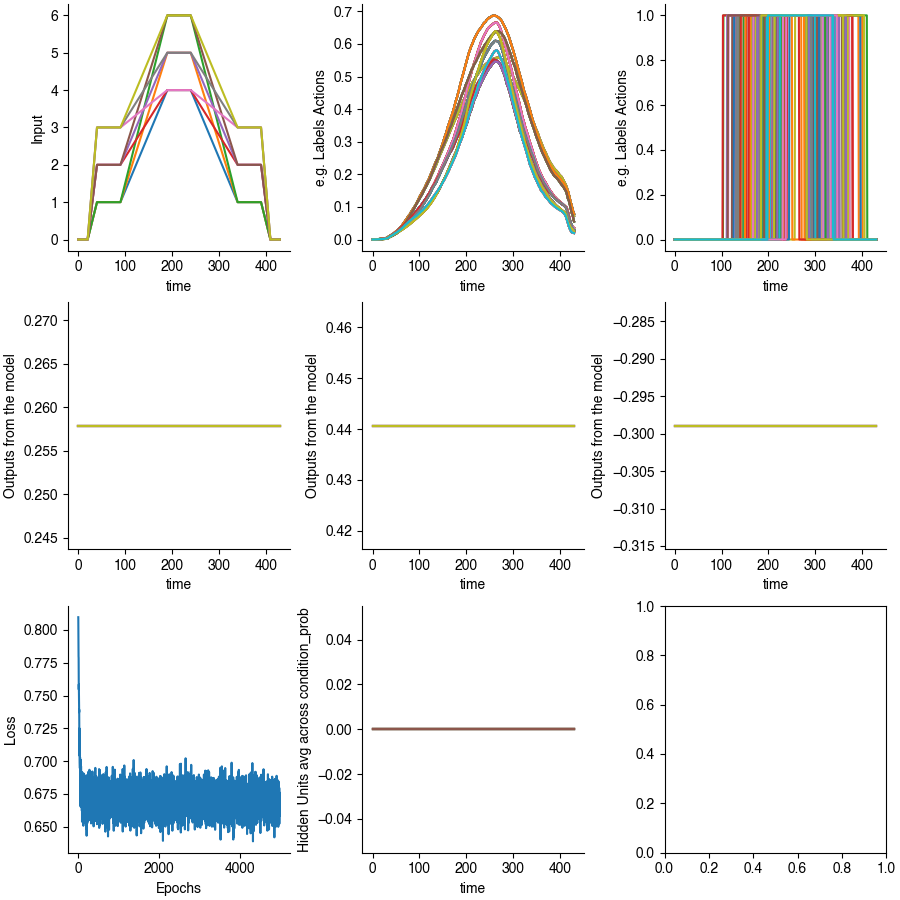 6
5
4
3
2
1
0
Input
0 100 200 300 400
time
0.7
0.6
0.5
0.4
0.3
0.2
0.1
0.0
e.g. Labels Actions
0 100 200 300 400
time
1.0
0.8
0.6
0.4
0.2
0.0
e.g. Labels Actions
0 100 200 300 400
time
0.270
0.265
0.260
0.255
0.250
0.245
Outputs from the model
0 100 200 300 400
time
0.46
0.45
0.44
0.43
0.42
Outputs from the model
0 100 200 300 400
time
−0.285
−0.290
−0.295
−0.300
−0.305
−0.310
−0.315
Outputs from the model
0 100 200 300 400
time
0.800
0.775
0.750
0.725
0.700
0.675
0.650
Loss
0 2000 4000
Epochs
0.04
0.02
0.00
−0.02
−0.04
Hidden Units avg across condition_prob
0 100 200 300 400
time
1.0
0.8
0.6
0.4
0.2
0.0
0.0 0.2 0.4 0.6 0.8 1.0